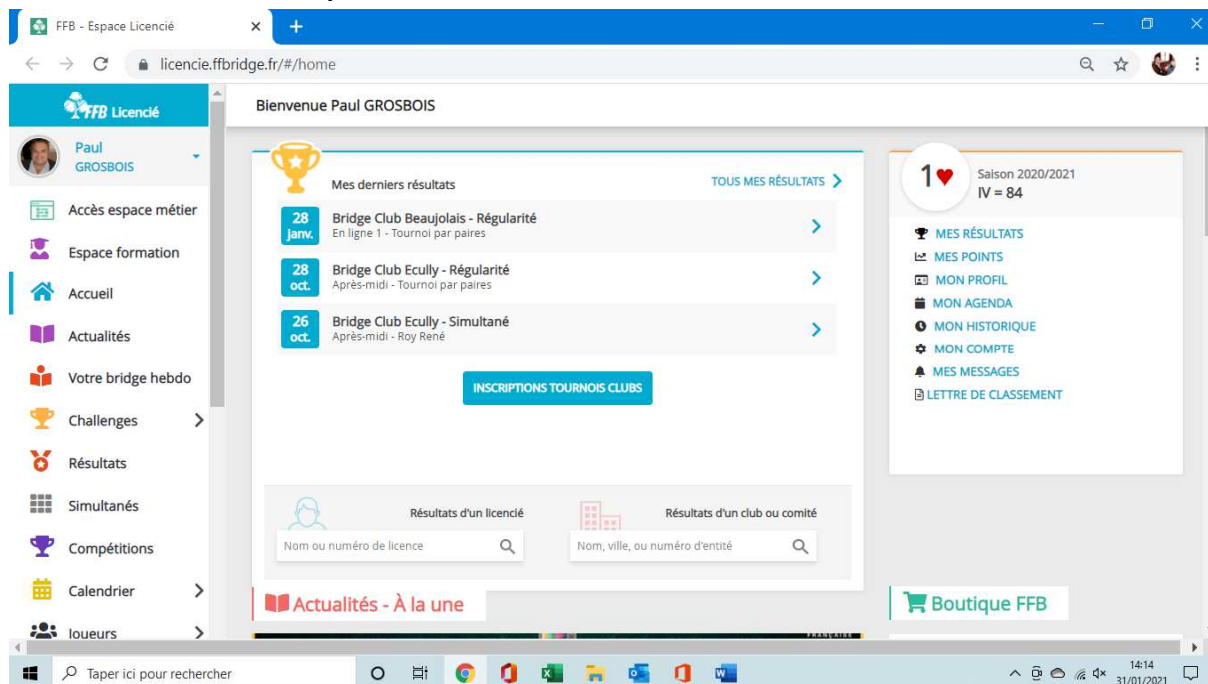 FFB - Espace Licencié
licencie.ffbridge.fr/#/home
FFB Licencié
Bienvenue Paul GROSBOIS
Paul
GROSBOIS
Accès espace métier
Espace formation
Accueil
Actualités
Votre bridge hebdo
Challenges
Résultats
Simultanés
Compétitions
Calendrier
Joueurs
Mes derniers résultats
TOUS MES RÉSULTATS
28
janv.
Bridge Club Beaujolais - Régularité
En ligne 1 - Tournoi par paires
28
oct.
Bridge Club Ecully - Régularité
Après-midi - Tournoi par paires
26
oct.
Bridge Club Ecully - Simultané
Après-midi - Roy René
INSCRIPTIONS TOURNOIS CLUBS
Résultats d'un licencié
Nom ou numéro de licence
Résultats d'un club ou comité
Nom, ville, ou numéro d'entité
Actualités - À la une
FRANÇAISE
1♥
Saison 2020/2021
IV = 84
MES RÉSULTATS
MES POINTS
MON PROFIL
MON AGENDA
MON HISTORIQUE
MON COMPTE
MES MESSAGES
LETTRE DE CLASSEMENT
Boutique FFB
Taper ici pour rechercher
14:14
31/01/2021